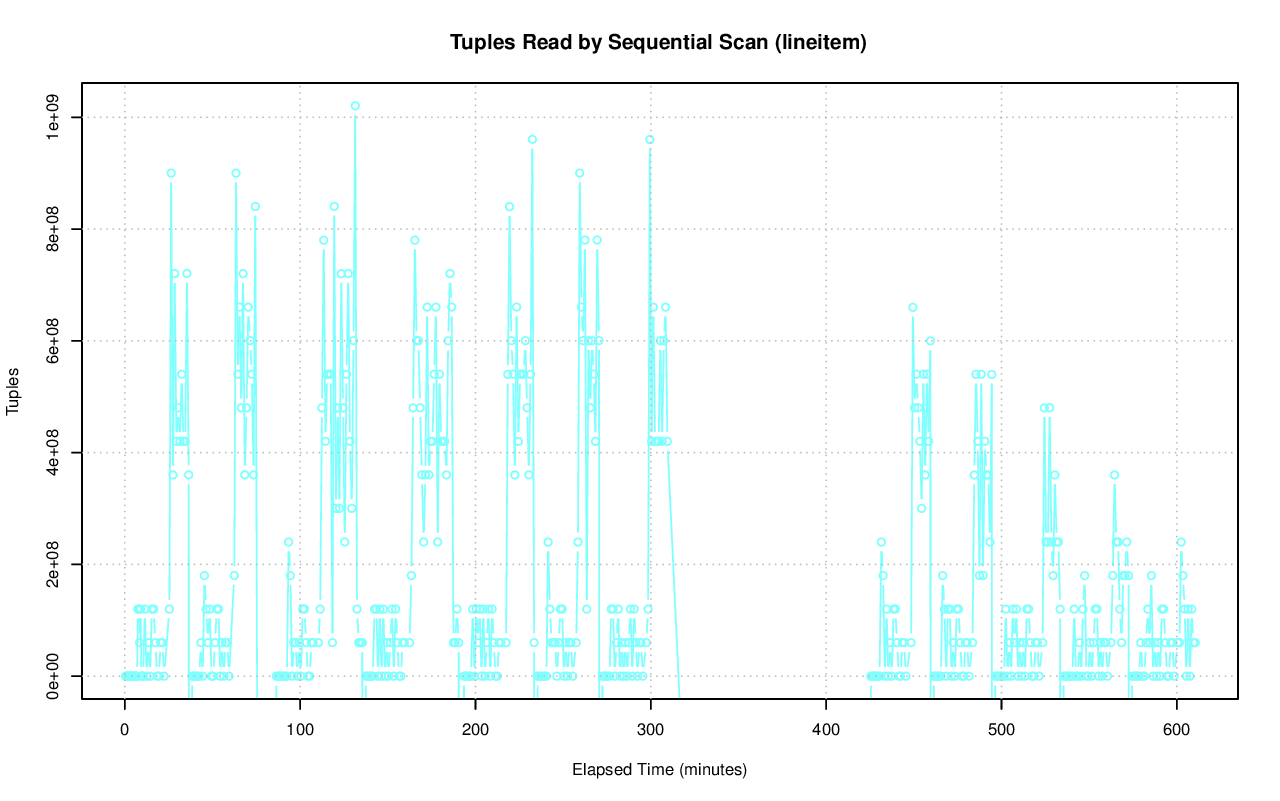 Tuples Read by Sequential Scan (lineitem)
1e+09
8e+08
6e+08
4e+08
2e+08
0e+00
Tuples
0 100 200 300 400 500 600
Elapsed Time (minutes)